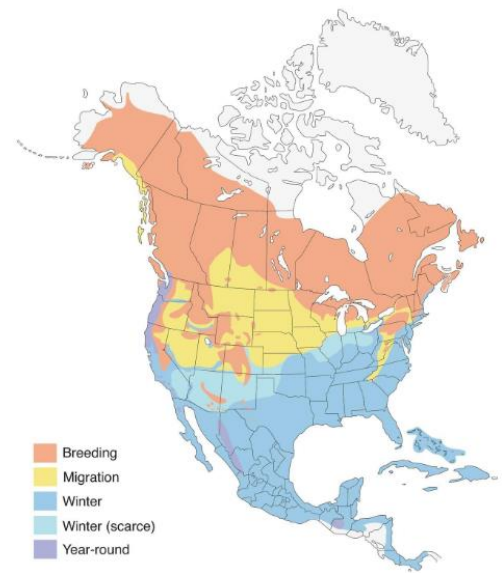 Breeding
Migration
Winter
Winter (scarce)
Year-round